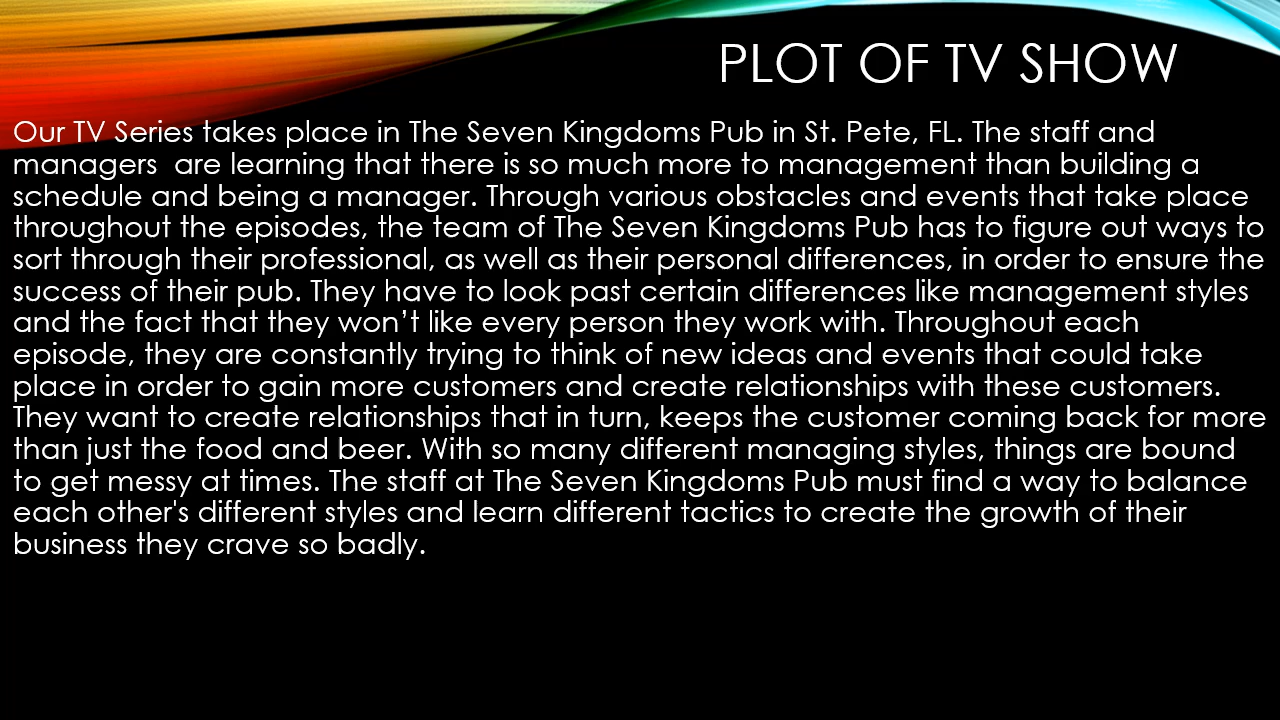 PLOT OF TV SHOW
Our TV Series takes place in The Seven Kingdoms Pub in St. Pete, FL. The staff and
managers  are learning that there is so much more to management than building a
schedule and being a manager. Through various obstacles and events that take place
throughout the episodes, the team of The Seven Kingdoms Pub has to figure out ways to
sort through their professional, as well as their personal differences, in order to ensure the
success of their pub. They have to look past certain differences like management styles
and the fact that they won’t like every person they work with. Throughout each
episode, they are constantly trying to think of new ideas and events that could take
place in order to gain more customers and create relationships with these customers.
They want to create relationships that in turn, keeps the customer coming back for more
than just the food and beer. With so many different managing styles, things are bound
to get messy at times. The staff at The Seven Kingdoms Pub must find a way to balance
each other's different styles and learn different tactics to create the growth of their
business they crave so badly.